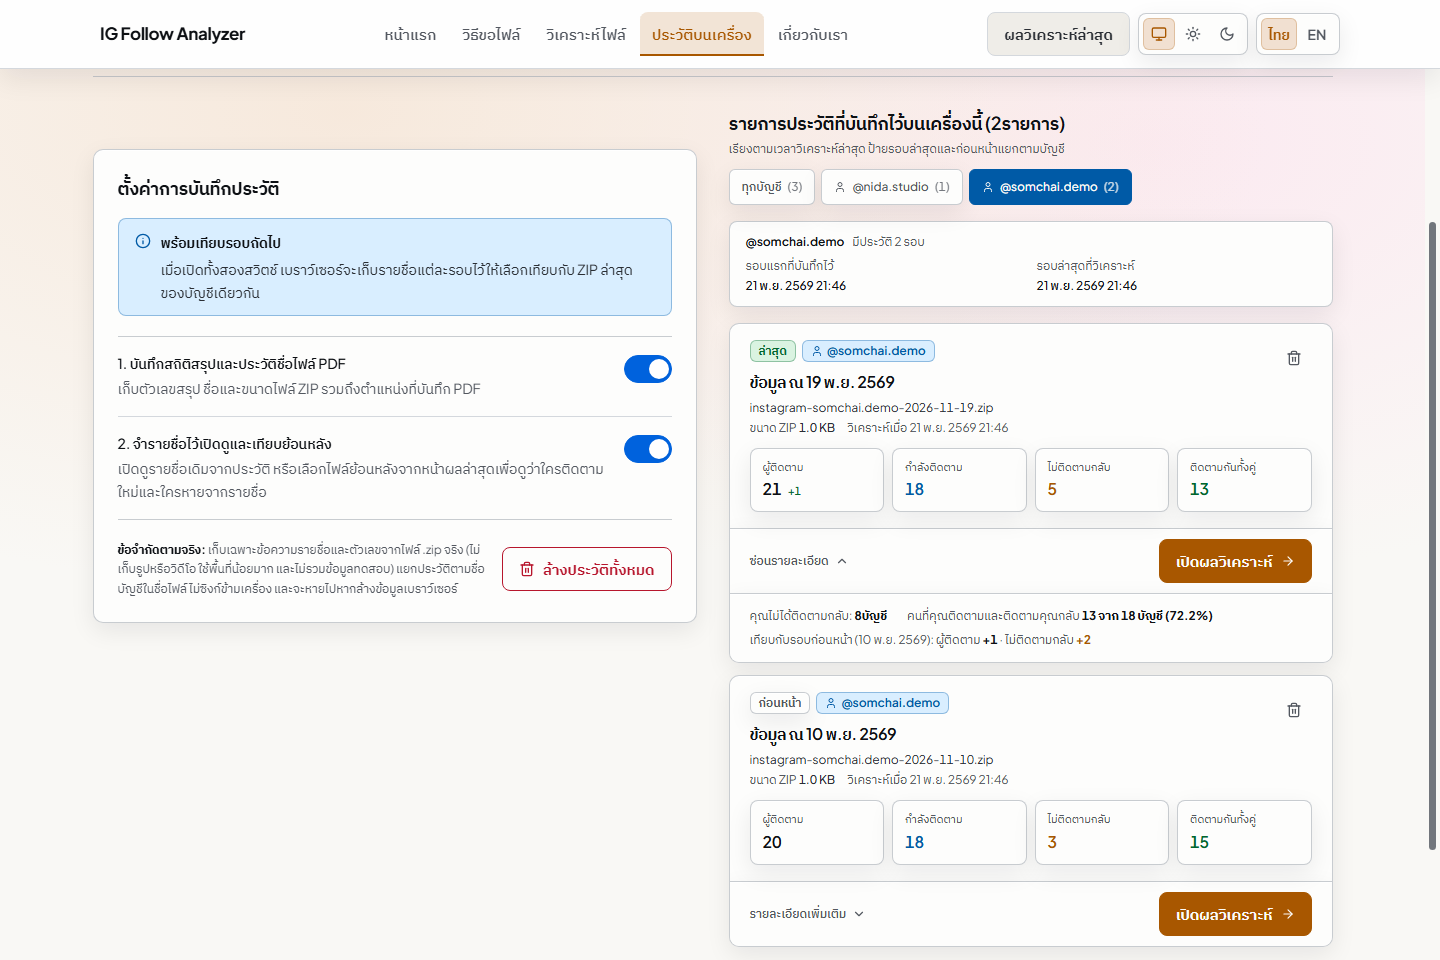 IG Follow Analyzer
หน้าแรก
วิธีขอไฟล์
วิเคราะห์ไฟล์
ประวัติบนเครื่อง
เกี่ยวกับเรา
ผลวิเคราะห์ล่าสุด
ไทย
EN
ตั้งค่าการบันทึกประวัติ
พร้อมเทียบรอบถัดไป
เมื่อเปิดทั้งสองสวิตช์ เบราว์เซอร์จะเก็บรายชื่อแต่ละรอบไว้ให้เลือกเทียบกับ ZIP ล่าสุด
ของบัญชีเดียวกัน
1. บันทึกสถิติสรุปและประวัติชื่อไฟล์ PDF
เก็บตัวเลขสรุป ชื่อและขนาดไฟล์ ZIP รวมถึงตำแหน่งที่บันทึก PDF
2. จำรายชื่อไว้เปิดดูและเทียบย้อนหลัง
เปิดดูรายชื่อเดิมจากประวัติ หรือเลือกไฟล์ย้อนหลังจากหน้าผลล่าสุดเพื่อดูว่าใครติดตาม
ใหม่และใครหายจากรายชื่อ
ข้อจำกัดตามจริง: เก็บเฉพาะข้อความรายชื่อและตัวเลขจากไฟล์ .zip จริง (ไม่
เก็บรูปหรือวิดีโอ ใช้พื้นที่น้อยมาก และไม่รวมข้อมูลทดสอบ) แยกประวัติตามชื่อ
บัญชีในชื่อไฟล์ ไม่ซิงก์ข้ามเครื่อง และจะหายไปหากล้างข้อมูลเบราว์เซอร์
ล้างประวัติทั้งหมด
รายการประวัติที่บันทึกไว้บนเครื่องนี้ (2รายการ)
เรียงตามเวลาวิเคราะห์ล่าสุด ป้ายรอบล่าสุดและก่อนหน้าแยกตามบัญชี
ทุกบัญชี (3)
@nida.studio (1)
@somchai.demo (2)
@somchai.demo มีประวัติ 2 รอบ
รอบแรกที่บันทึกไว้
21 พ.ย. 2569 21:46
รอบล่าสุดที่วิเคราะห์
21 พ.ย. 2569 21:46
ล่าสุด
@somchai.demo
ข้อมูล ณ 19 พ.ย. 2569
instagram-somchai.demo-2026-11-19.zip
ขนาด ZIP 1.0 KB วิเคราะห์เมื่อ 21 พ.ย. 2569 21:46
ผู้ติดตาม
21 +1
กำลังติดตาม
18
ไม่ติดตามกลับ
5
ติดตามกันทั้งคู่
13
ซ่อนรายละเอียด
เปิดผลวิเคราะห์
คุณไม่ได้ติดตามกลับ: 8บัญชี คนที่คุณติดตามและติดตามคุณกลับ 13 จาก 18 บัญชี (72.2%)
เทียบกับรอบก่อนหน้า (10 พ.ย. 2569): ผู้ติดตาม +1 · ไม่ติดตามกลับ +2
ก่อนหน้า
@somchai.demo
ข้อมูล ณ 10 พ.ย. 2569
instagram-somchai.demo-2026-11-10.zip
ขนาด ZIP 1.0 KB วิเคราะห์เมื่อ 21 พ.ย. 2569 21:46
ผู้ติดตาม
20
กำลังติดตาม
18
ไม่ติดตามกลับ
3
ติดตามกันทั้งคู่
15
รายละเอียดเพิ่มเติม
เปิดผลวิเคราะห์